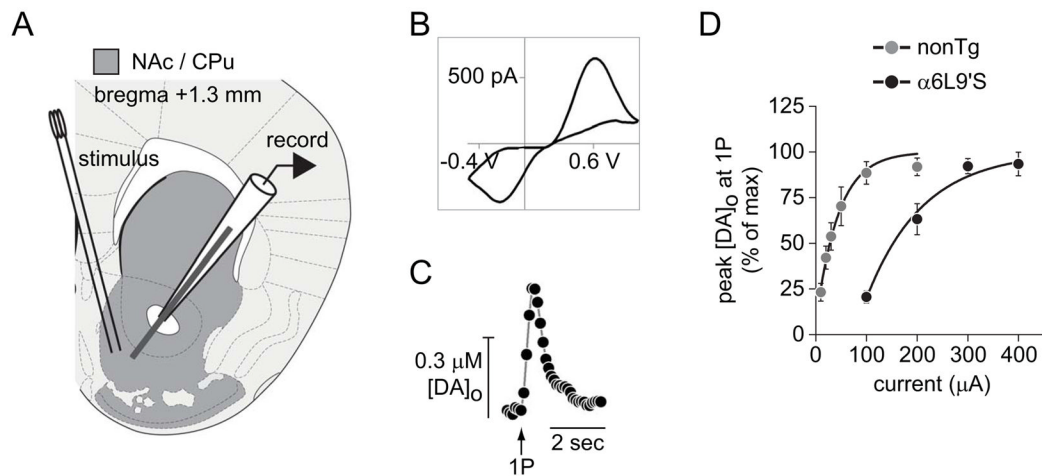 A
NAc / CPu
bregma +1.3 mm
stimulus
record
B
500 pA
-0.4 V
0.6 V
C
0.3 μM
[DA]o
1P
2 sec
D
nonTg
α6L9'S
peak [DA]o at 1P
(% of max)
125
100
75
50
25
0
0 100 200 300 400
current (μA)